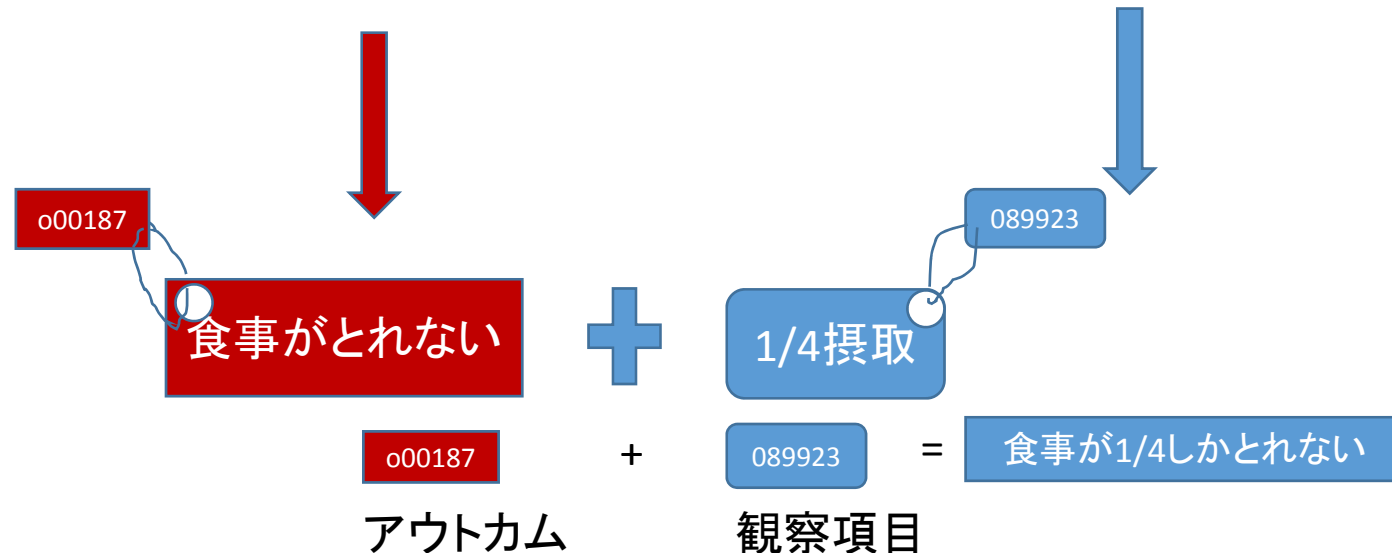 o00187
089923
食事がとれない
1/4摂取
o00187 + 089923 = 食事が1/4しかとれない
アウトカム 観察項目